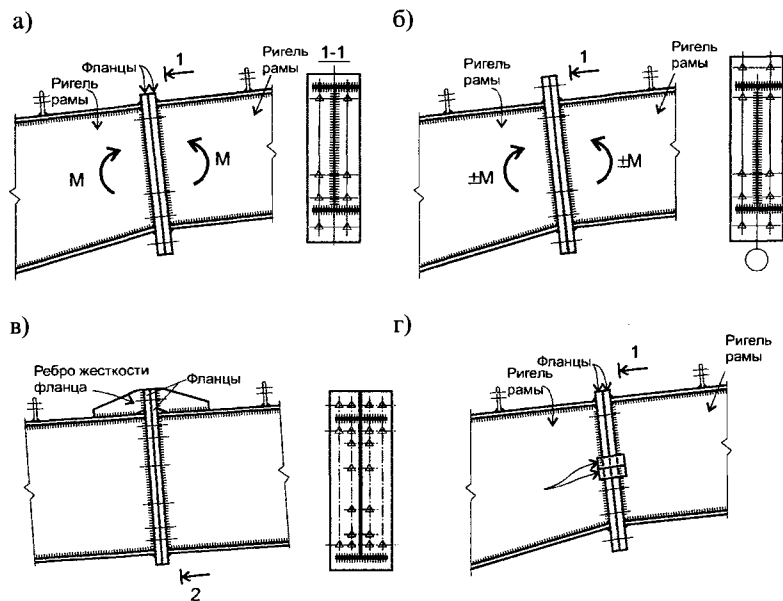 а)
Фланцы
1
1-1
Ригель
рамы
Ригель
рамы
М
М
б)
1
Ригель
рамы
Ригель
рамы
±М
±М
в)
Ребро жесткости
фланца
Фланцы
2
г)
Фланцы
1
Ригель
рамы
Ригель
рамы